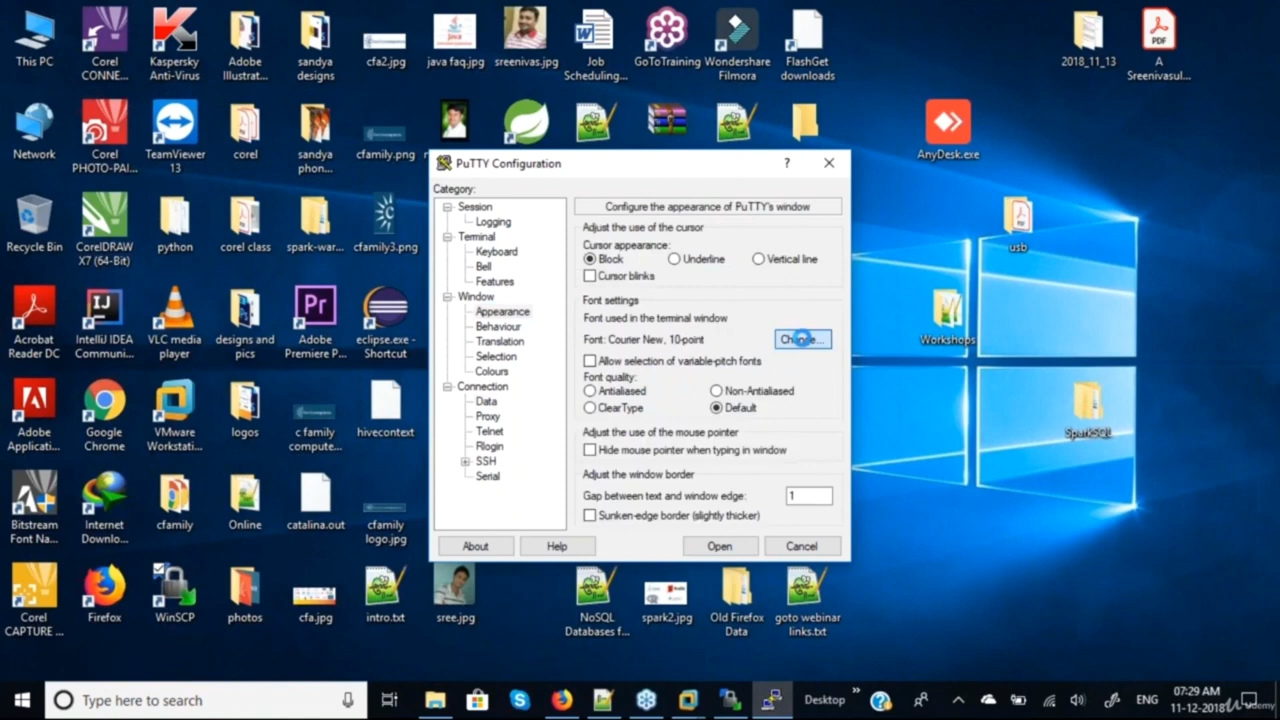 This PC
Corel
CONNE...
Kaspersky
Anti-Virus
Adobe
Illustrat...
sandya
designs
cfa2.jpg
java
java faq.jpg
sreenivas.jpg
Job
Scheduling...
GoToTraining
Wondershare
Filmora
FlashGet
downloads
2018_11_13
PDF
A
Sreenivasul...
Network
Corel
PHOTO-PAI...
TeamViewer
13
corel
sandya
phon...
cfamily.png
AnyDesk.exe
Recycle Bin
CorelDRAW
X7 (64-Bit)
python
corel class
spark-war...
cfamily3.png
usb
Acrobat
Reader DC
IntelliJ IDEA
Communi...
VLC media
player
designs and
pics
Adobe
Premiere P...
eclipse.exe -
Shortcut
Workshops
Adobe
Applicatio...
Google
Chrome
VMware
Workstati...
logos
c family
compute...
hivecontext
SparkSQL
Bitstream
Font Na...
Internet
Downlo...
cfamily
Online
catalina.out
cfamily
logo.jpg
Corel
CAPTURE ...
Firefox
WinSCP
photos
cfa.jpg
intro.txt
sree.jpg
NoSQL
Databases f...
spark2.jpg
Old Firefox
Data
goto webinar
links.txt
PuTTY Configuration
?
Category:
Session
Logging
Terminal
Keyboard
Bell
Features
Window
Appearance
Behaviour
Translation
Selection
Colours
Connection
Data
Proxy
Telnet
Rlogin
SSH
Serial
Configure the appearance of PuTTY's window
Adjust the use of the cursor
Cursor appearance:
Block
Underline
Vertical line
Cursor blinks
Font settings
Font used in the terminal window
Font: Courier New, 10-point
Change...
Allow selection of variable-pitch fonts
Font quality:
Antialiased
Non-Antialiased
ClearType
Default
Adjust the use of the mouse pointer
Hide mouse pointer when typing in window
Adjust the window border
Gap between text and window edge:
1
Sunken-edge border (slightly thicker)
About
Help
Open
Cancel
Type here to search
Desktop
ENG
07:29 AM
11-12-2018
Udemy